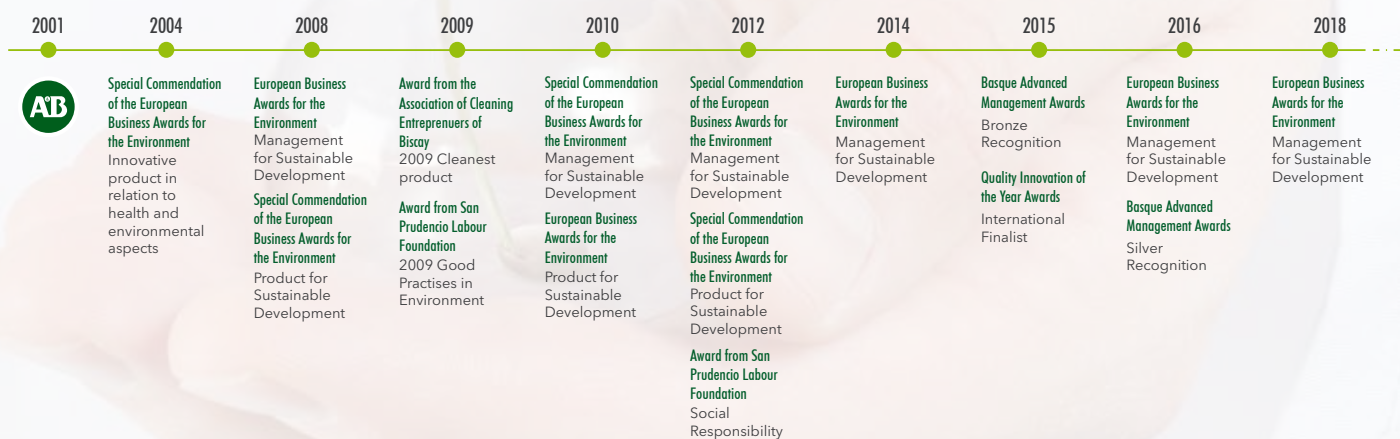 2001
2004
2008
2009
2010
2012
2014
2015
2016
2018
A&B
Special Commendation
of the European
Business Awards for
the Environment
Innovative
product in
relation to
health and
environmental
aspects
European Business
Awards for the
Environment
Management
for Sustainable
Development
Special Commendation
of the European
Business Awards for
the Environment
Product for
Sustainable
Development
Award from the
Association of Cleaning
Entreprenuers of
Biscay
2009 Cleanest
product
Award from San
Prudencio Labour
Foundation
2009 Good
Practises in
Environment
Special Commendation
of the European
Business Awards for
the Environment
Management
for Sustainable
Development
European Business
Awards for the
Environment
Product for
Sustainable
Development
Special Commendation
of the European
Business Awards for
the Environment
Management
for Sustainable
Development
Special Commendation
of the European
Business Awards for
the Environment
Product for
Sustainable
Development
Award from San
Prudencio Labour
Foundation
Social
Responsibility
European Business
Awards for the
Environment
Management
for Sustainable
Development
Basque Advanced
Management Awards
Bronze
Recognition
Quality Innovation of
the Year Awards
International
Finalist
European Business
Awards for the
Environment
Management
for Sustainable
Development
Basque Advanced
Management Awards
Silver
Recognition
European Business
Awards for the
Environment
Management
for Sustainable
Development